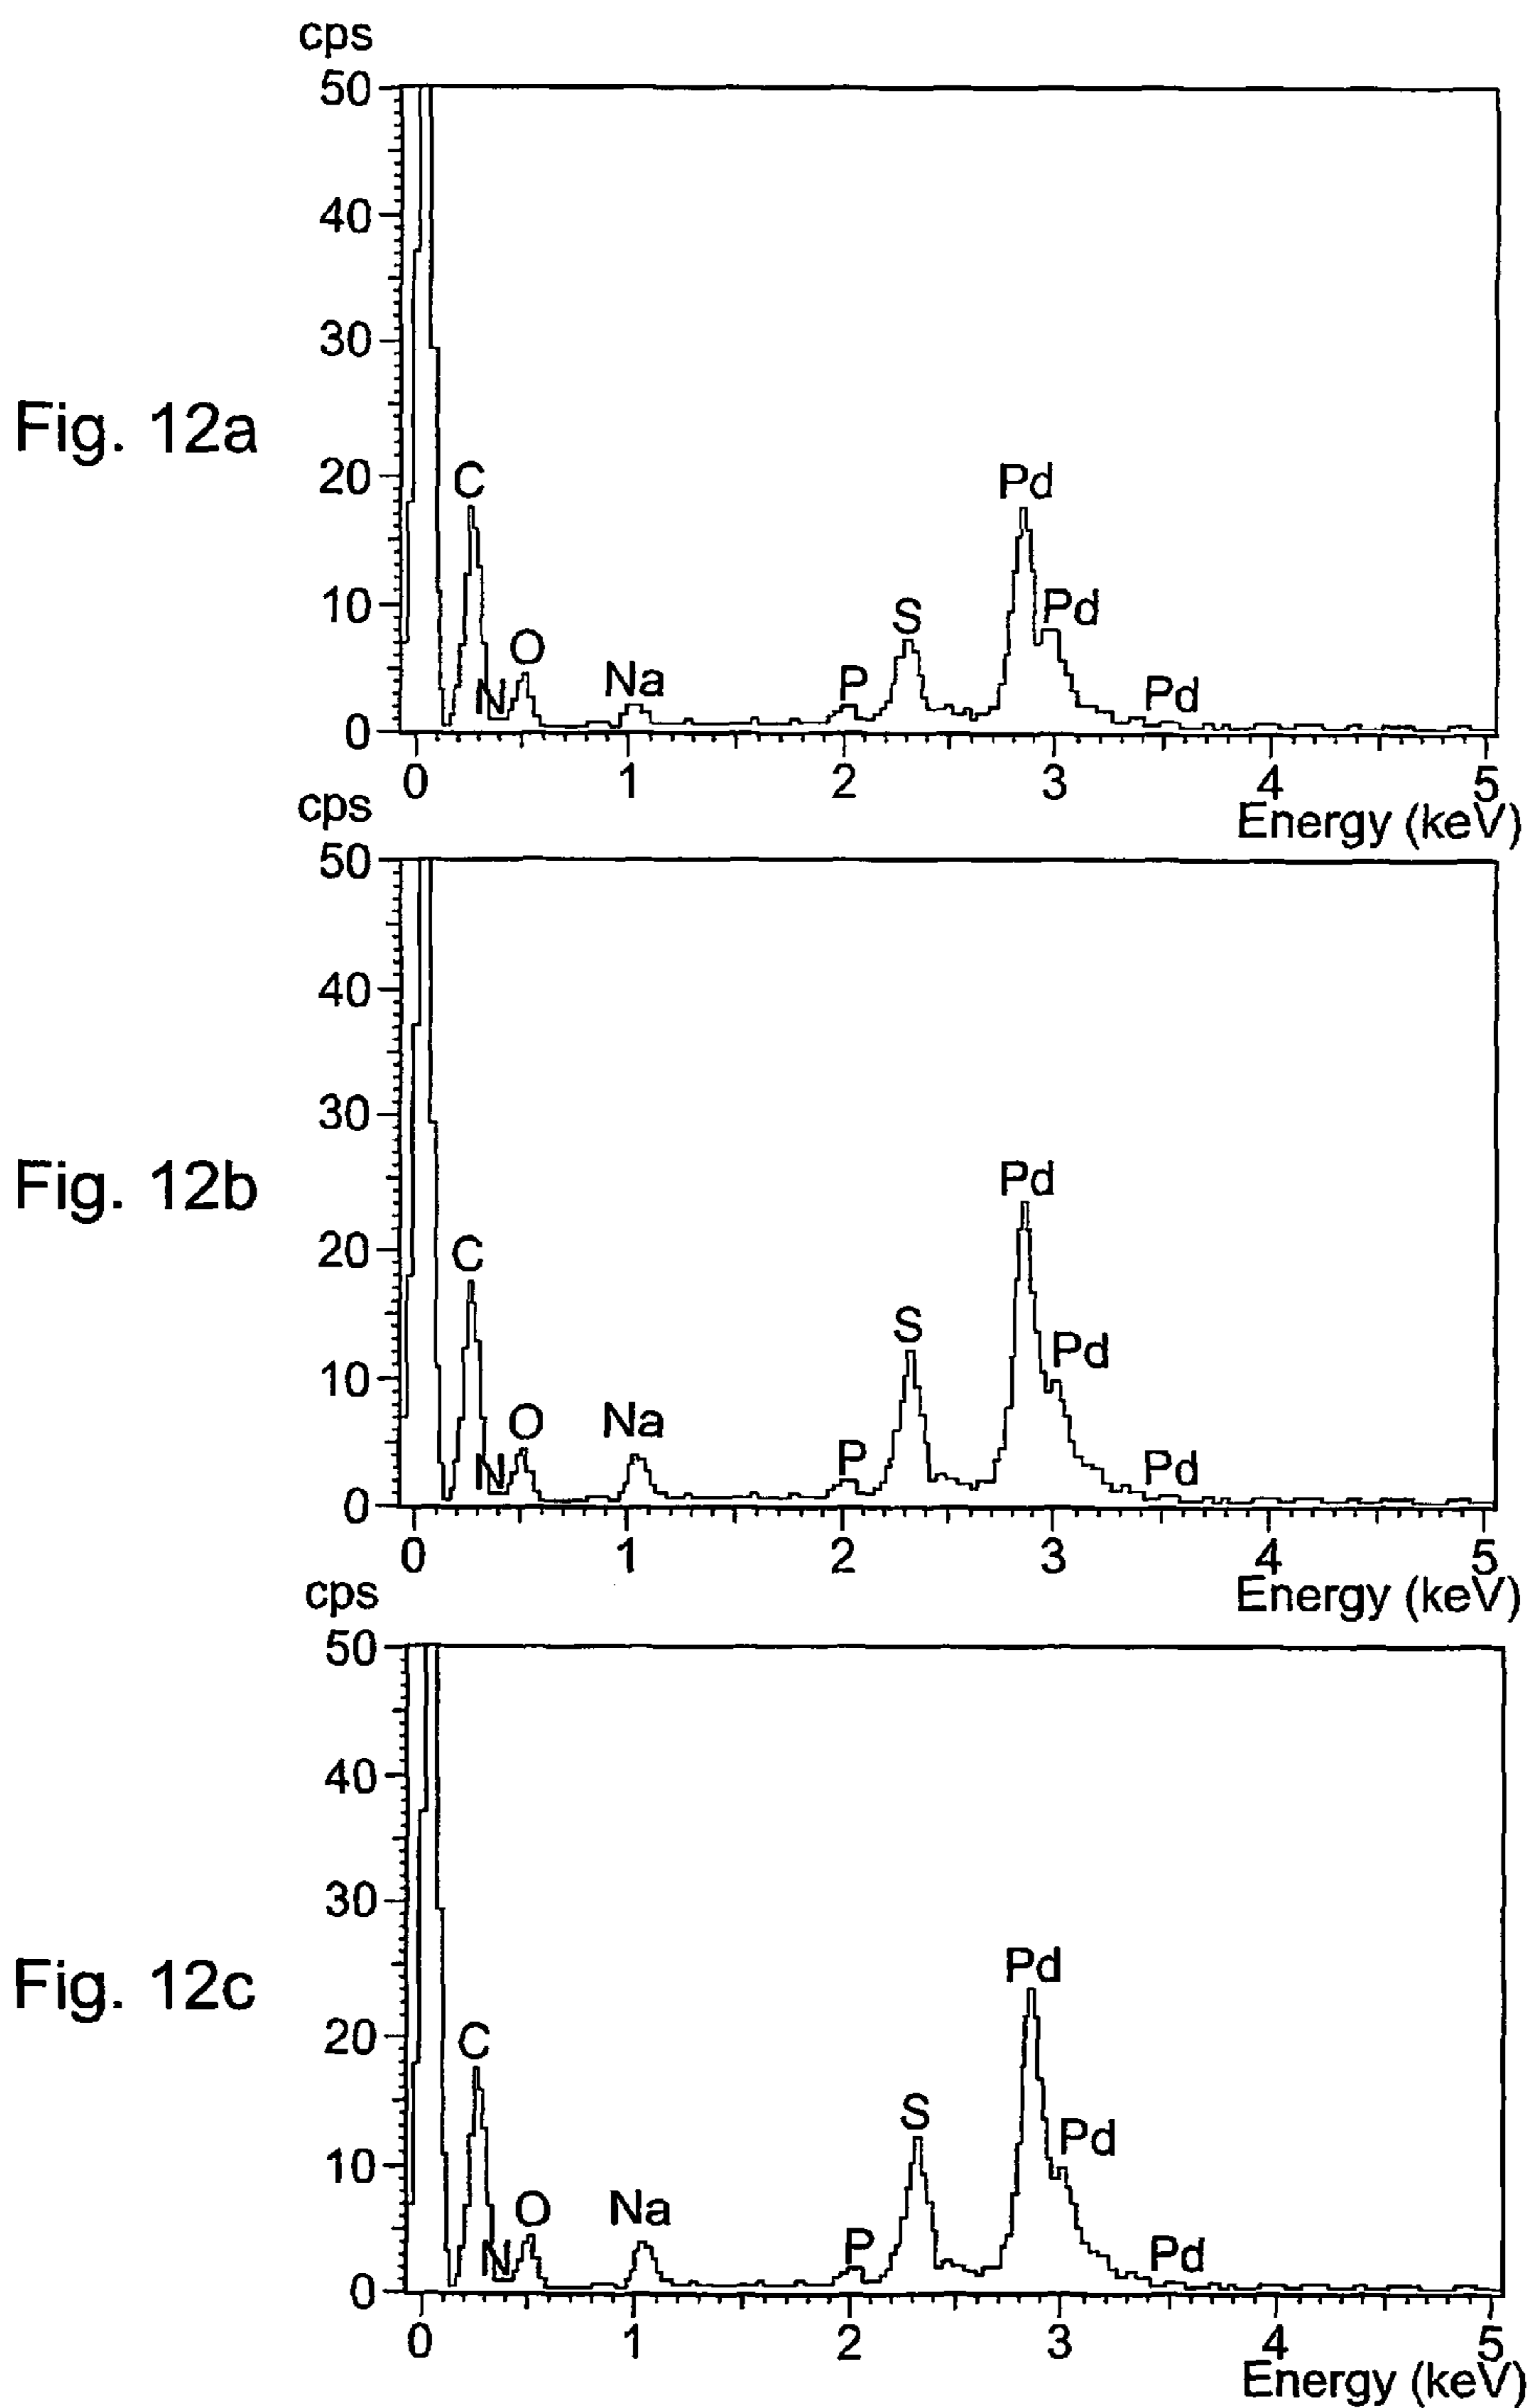 cps
50
40
30
Fig. 12a
20
C
Pd
10
S
Pd
O
N
Na
P
Pd
0
0 1 2 3 4 5
Energy (keV)
cps
50
40
30
Fig. 12b
Pd
20
C
S
Pd
10
O
Na
N
P
Pd
0
0 1 2 3 4 5
Energy (keV)
cps
50
40
30
Fig. 12c
Pd
20
C
S
Pd
10
O
Na
N
P
Pd
0
0 1 2 3 4 5
Energy (keV)